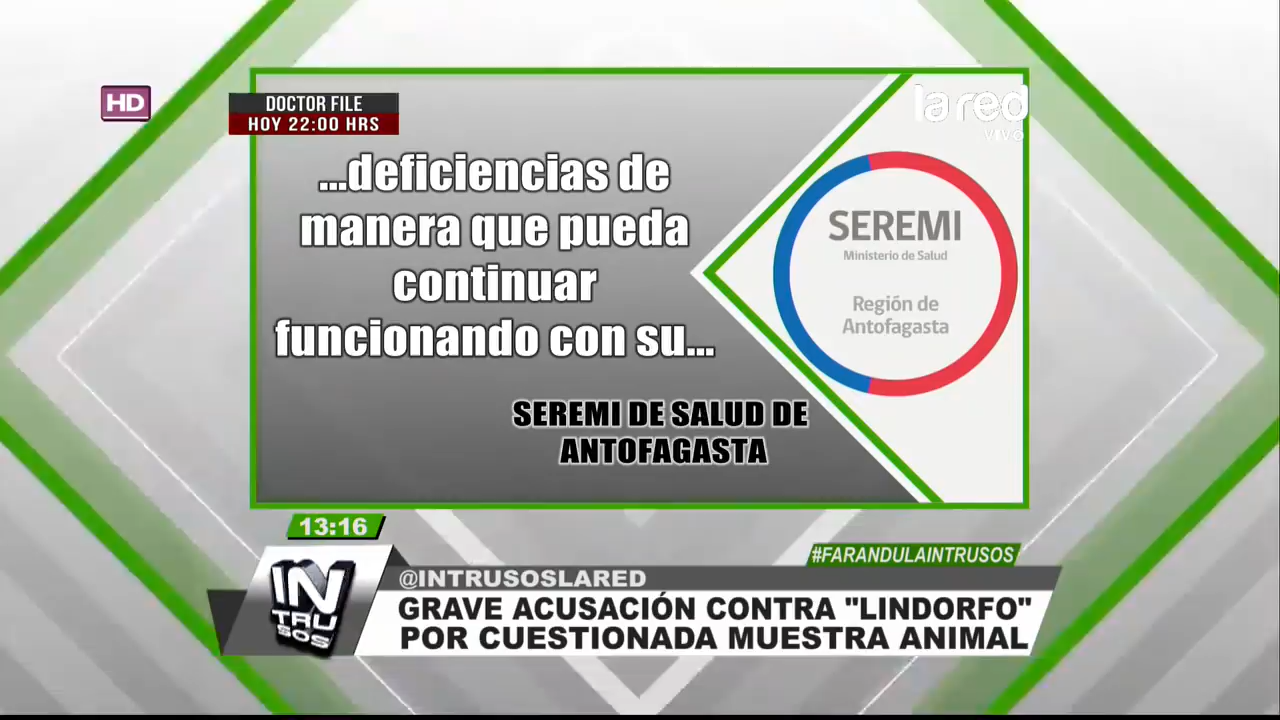 HD
DOCTOR FILE
HOY 22:00 HRS
la red
VIVO
...deficiencias de
manera que pueda
continuar
funcionando con su...
SEREMI DE SALUD DE
ANTOFAGASTA
SEREMI
Ministerio de Salud
Región de
Antofagasta
13:16
#FARANDULAINTRUSOS
IN
TRU
SOS
@INTRUSOSLARED
GRAVE ACUSACIÓN CONTRA "LINDORFO"
POR CUESTIONADA MUESTRA ANIMAL